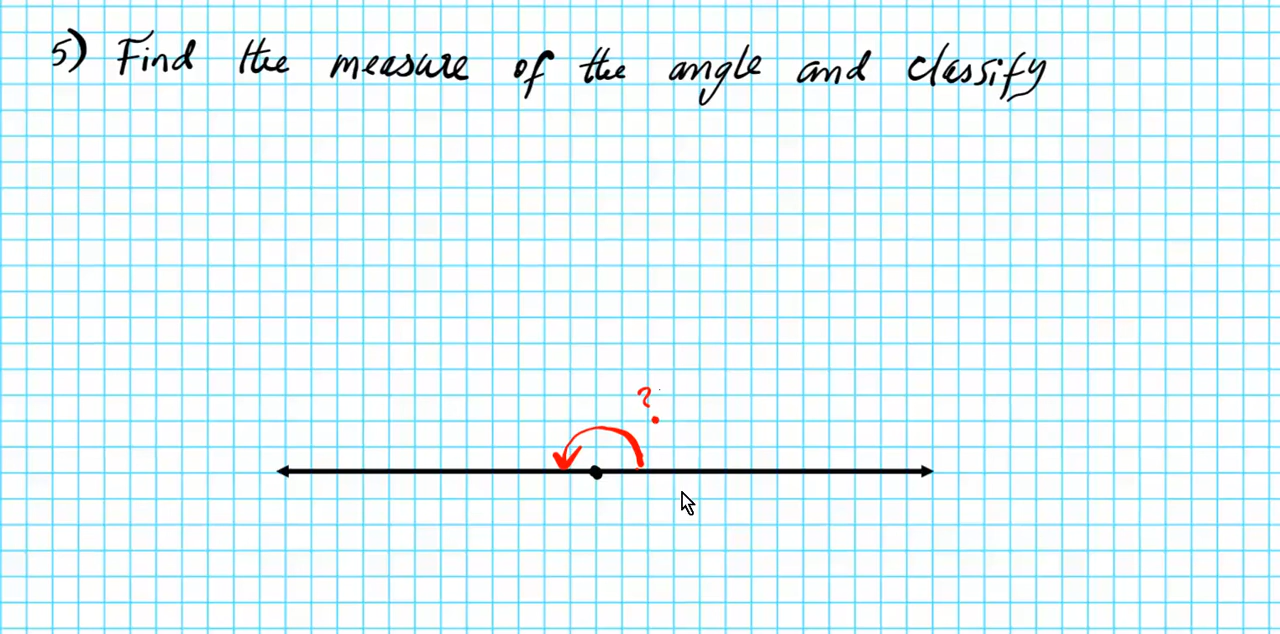 5) Find the measure of the angle and classify
?